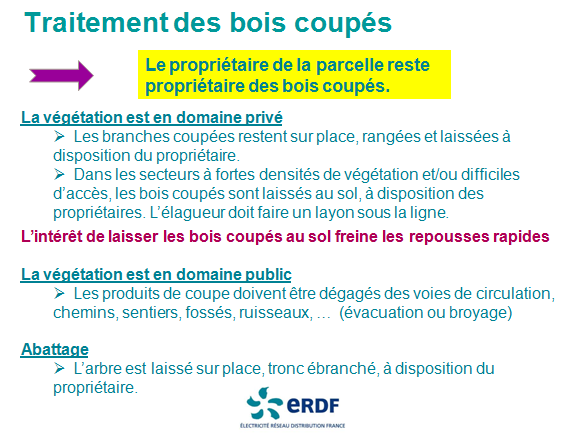 Traitement des bois coupés
Le propriétaire de la parcelle reste
propriétaire des bois coupés.
La végétation est en domaine privé
➢ Les branches coupées restent sur place, rangées et laissées à
disposition du propriétaire.
➢ Dans les secteurs à fortes densités de végétation et/ou difficiles
d’accès, les bois coupés sont laissés au sol, à disposition des
propriétaires. L’élagueur doit faire un layon sous la ligne.
L’intérêt de laisser les bois coupés au sol freine les repousses rapides
La végétation est en domaine public
➢ Les produits de coupe doivent être dégagés des voies de circulation,
chemins, sentiers, fossés, ruisseaux, … (évacuation ou broyage)
Abattage
➢ L’arbre est laissé sur place, tronc ébranché, à disposition du
propriétaire.
eRDF
ÉLECTRICITÉ RÉSEAU DISTRIBUTION FRANCE